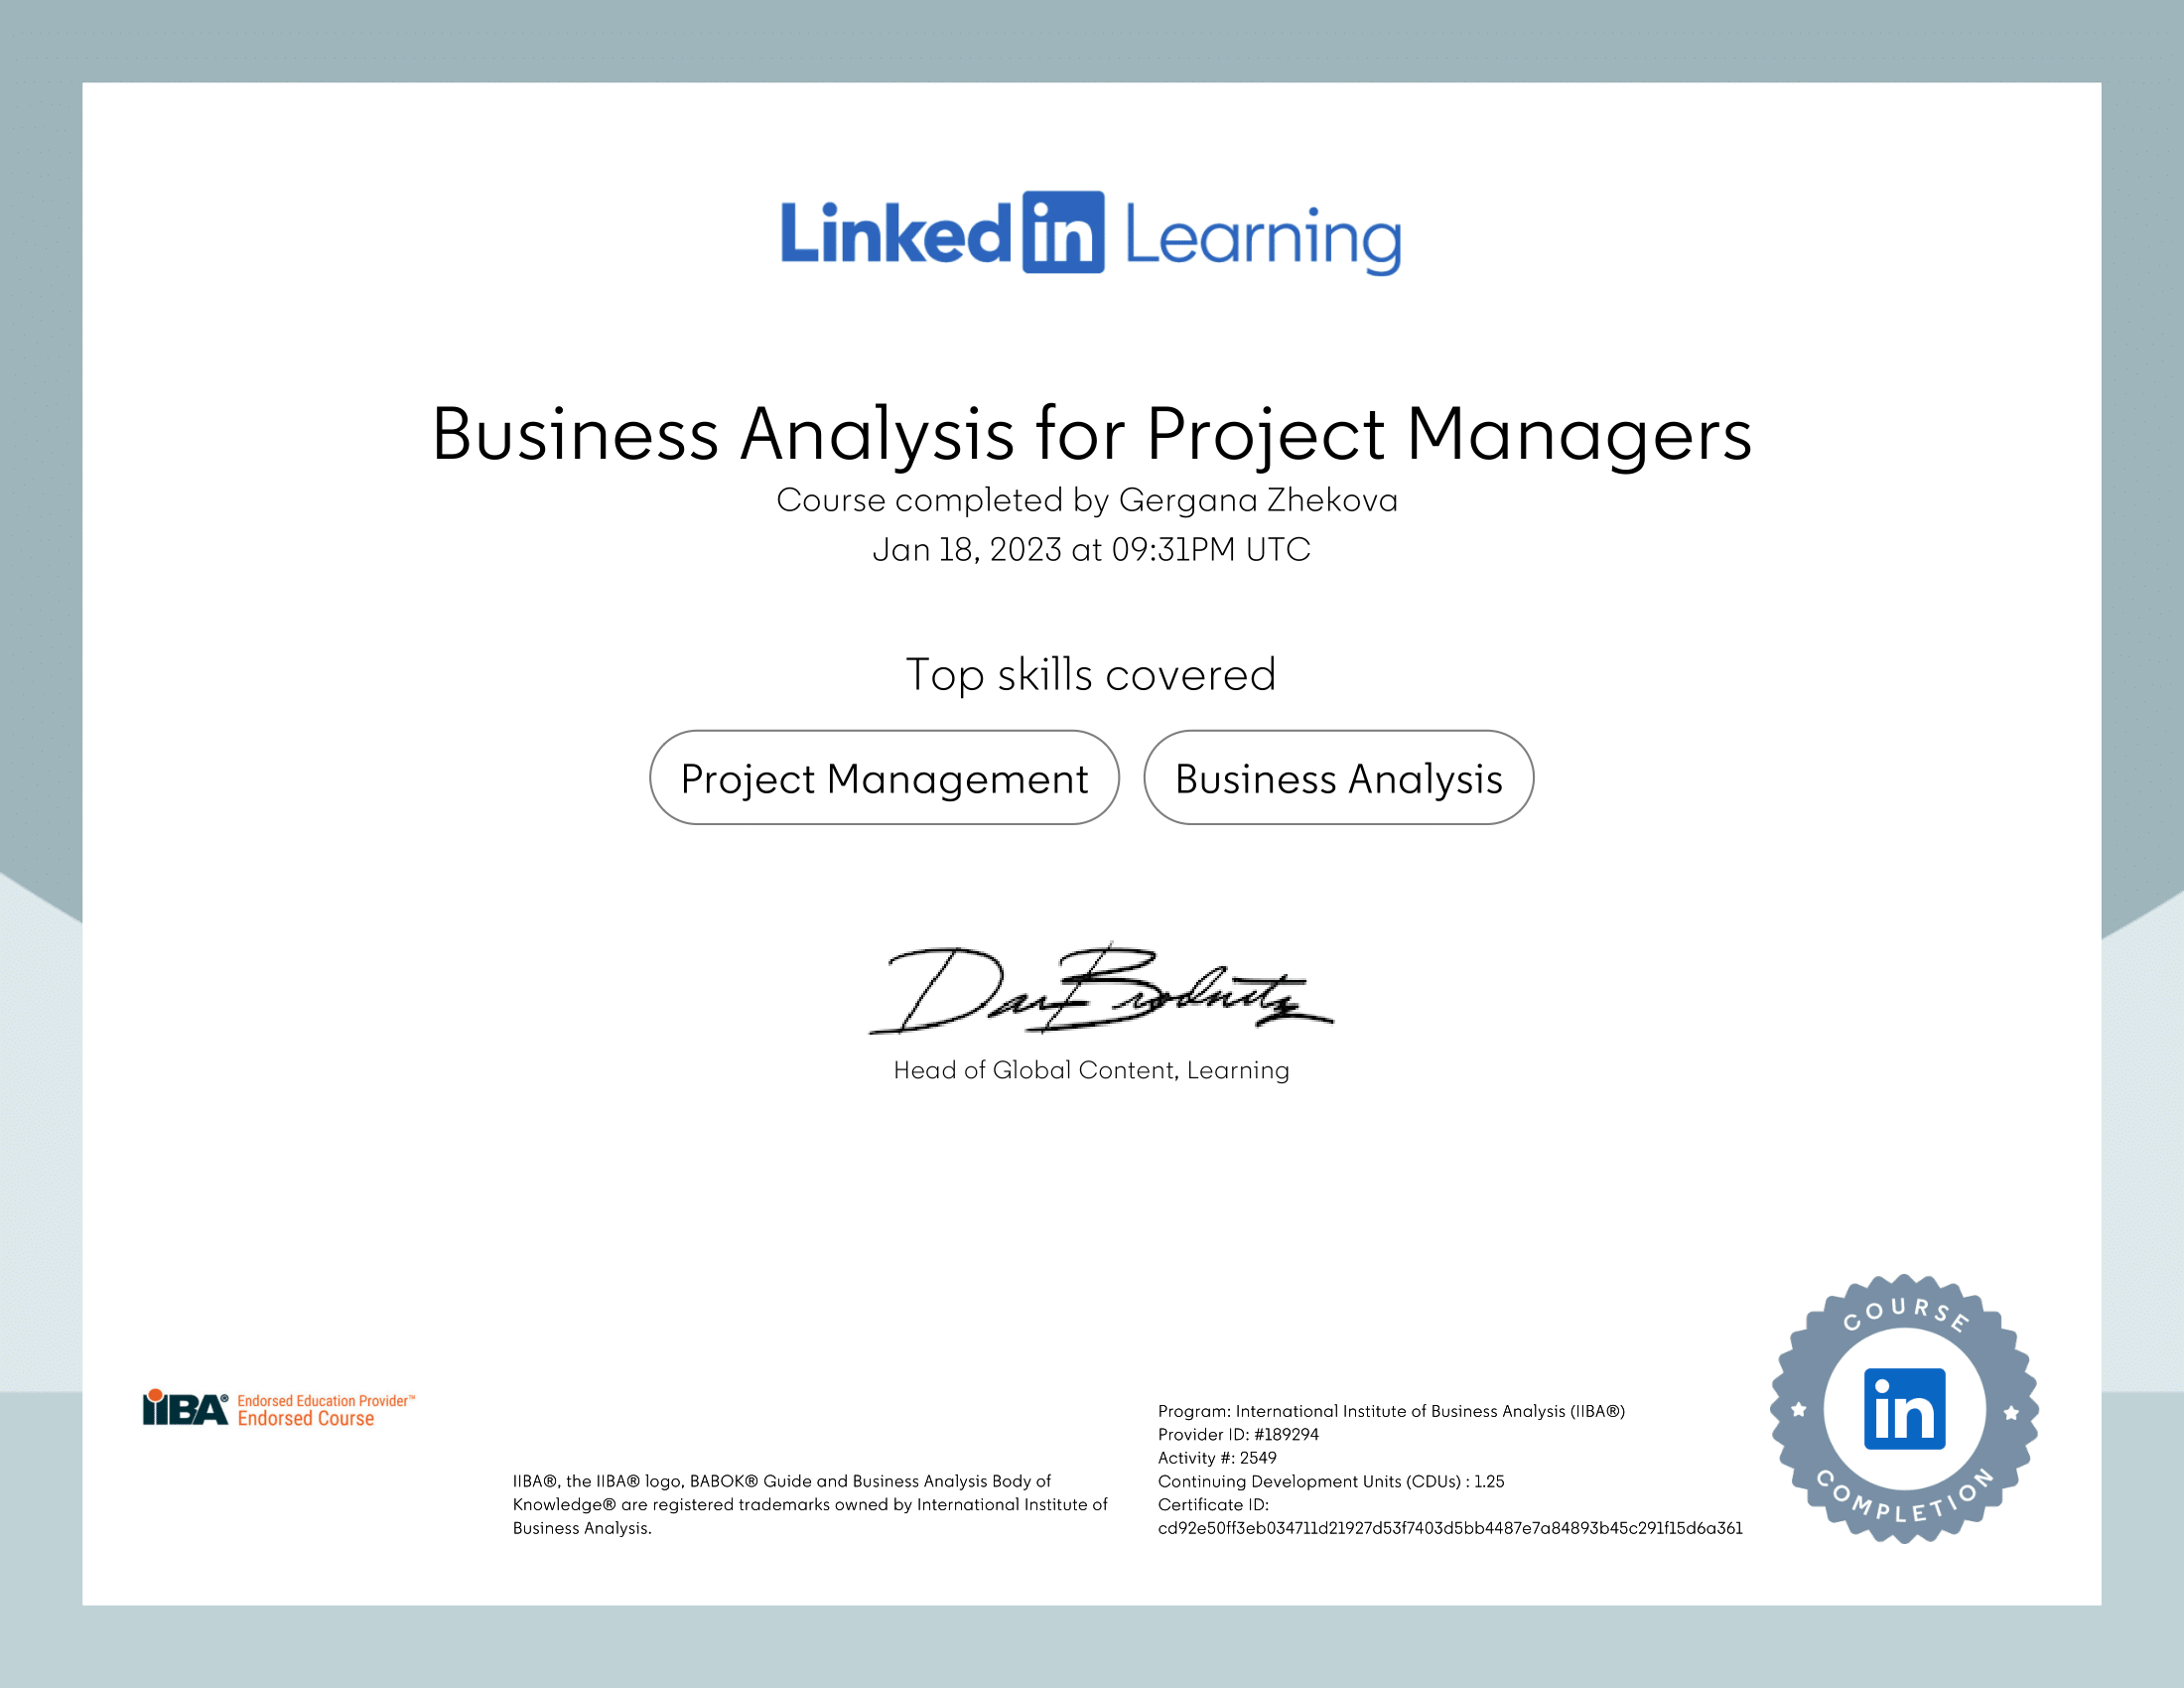 Linked in Learning
Business Analysis for Project Managers
Course completed by Gergana Zhekova
Jan 18, 2023 at 09:31PM UTC
Top skills covered
Project Management
Business Analysis
Dan Brodnitz
Head of Global Content, Learning
IIBA® Endorsed Education Provider™
Endorsed Course
IIBA®, the IIBA® logo, BABOK® Guide and Business Analysis Body of
Knowledge® are registered trademarks owned by International Institute of
Business Analysis.
Program: International Institute of Business Analysis (IIBA®)
Provider ID: #189294
Activity #: 2549
Continuing Development Units (CDUs) : 1.25
Certificate ID:
cd92e50ff3eb034711d21927d53f7403d5bb4487e7a84893b45c291f15d6a361
COURSE
in
COMPLETION